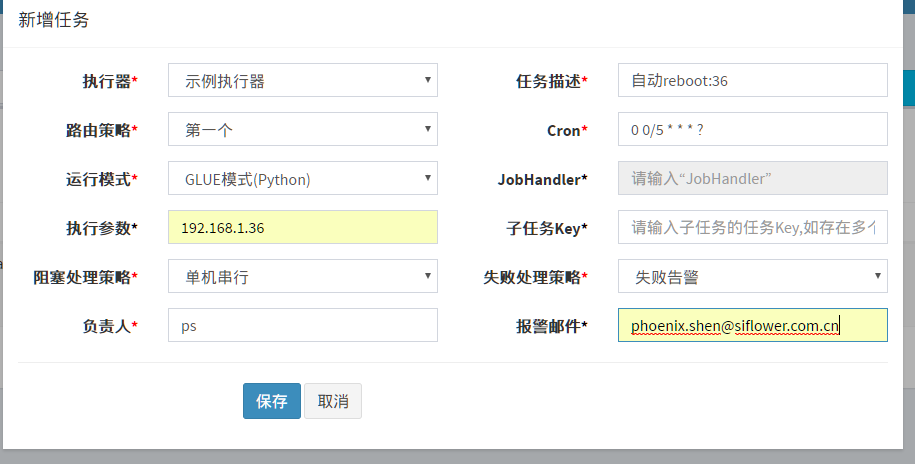 新增任务
执行器* 示例执行器 任务描述* 自动reboot:36
路由策略* 第一个 Cron* 0 0/5 * * * ?
运行模式* GLUE模式(Python) JobHandler* 请输入“JobHandler”
执行参数* 192.168.1.36 子任务Key* 请输入子任务的任务Key,如存在多个
阻塞处理策略* 单机串行 失败处理策略* 失败告警
负责人* ps 报警邮件* phoenix.shen@siflower.com.cn
保存 取消